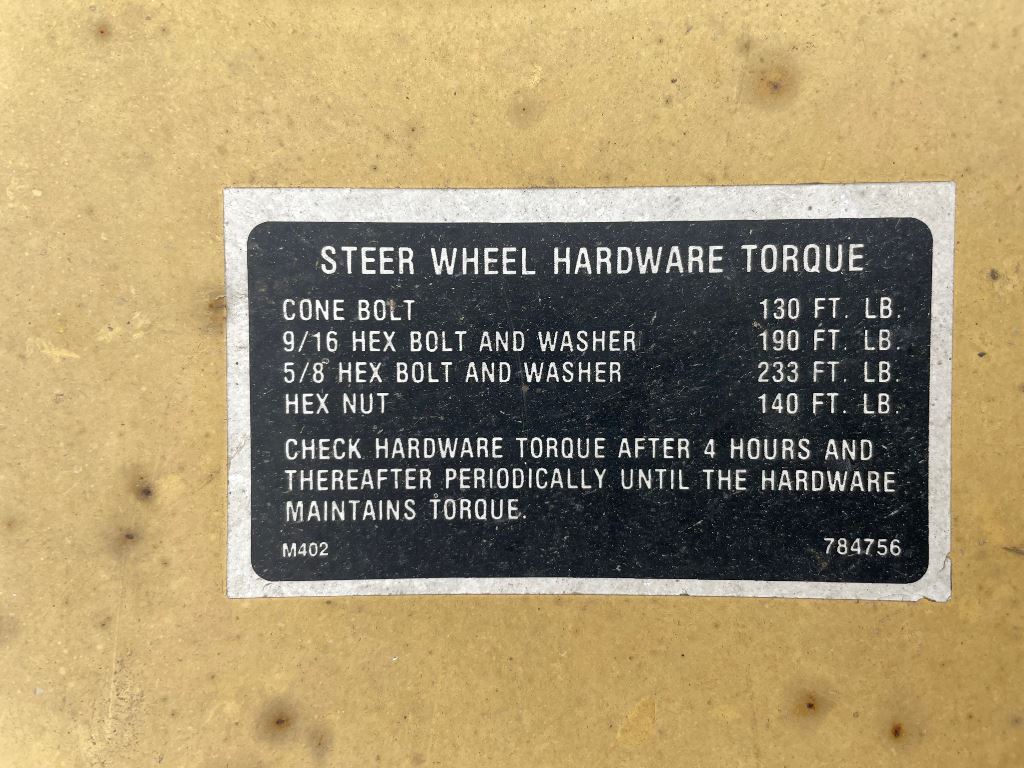 STEER WHEEL HARDWARE TORQUE
CONE BOLT 130 FT. LB.
9/16 HEX BOLT AND WASHER 190 FT. LB.
5/8 HEX BOLT AND WASHER 233 FT. LB.
HEX NUT 140 FT. LB.
CHECK HARDWARE TORQUE AFTER 4 HOURS AND
THEREAFTER PERIODICALLY UNTIL THE HARDWARE
MAINTAINS TORQUE.
M402 784756